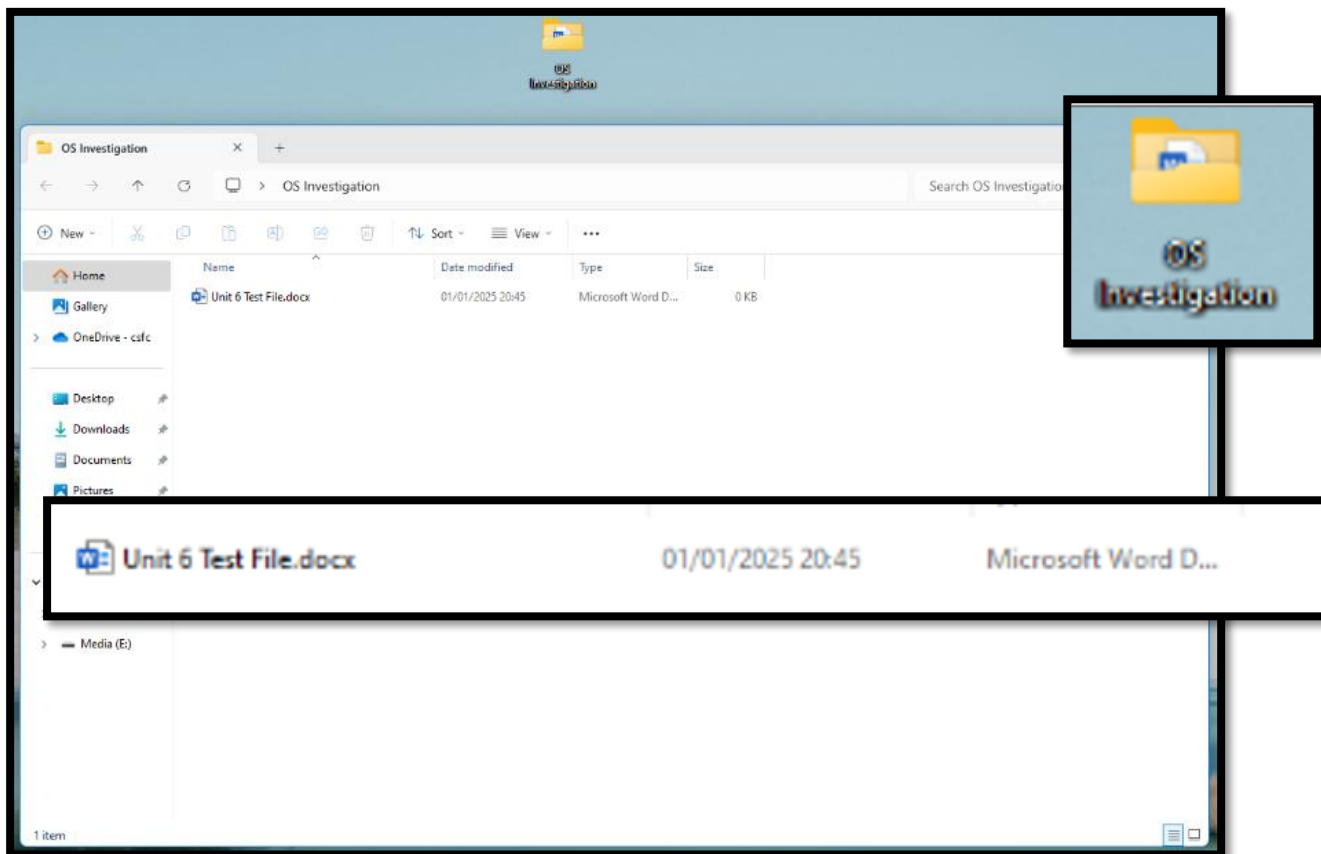 OS
Investigation
OS Investigation
OS Investigation
Search OS Investigatio
New
Sort
View
Name Date modified Type Size
Unit 6 Test File.docx 01/01/2025 20:45 Microsoft Word D... 0 KB
Home
Gallery
OneDrive - csfc
Desktop
Downloads
Documents
Pictures
OS
Investigation
Unit 6 Test File.docx 01/01/2025 20:45 Microsoft Word D...
Media (E:)
1 item